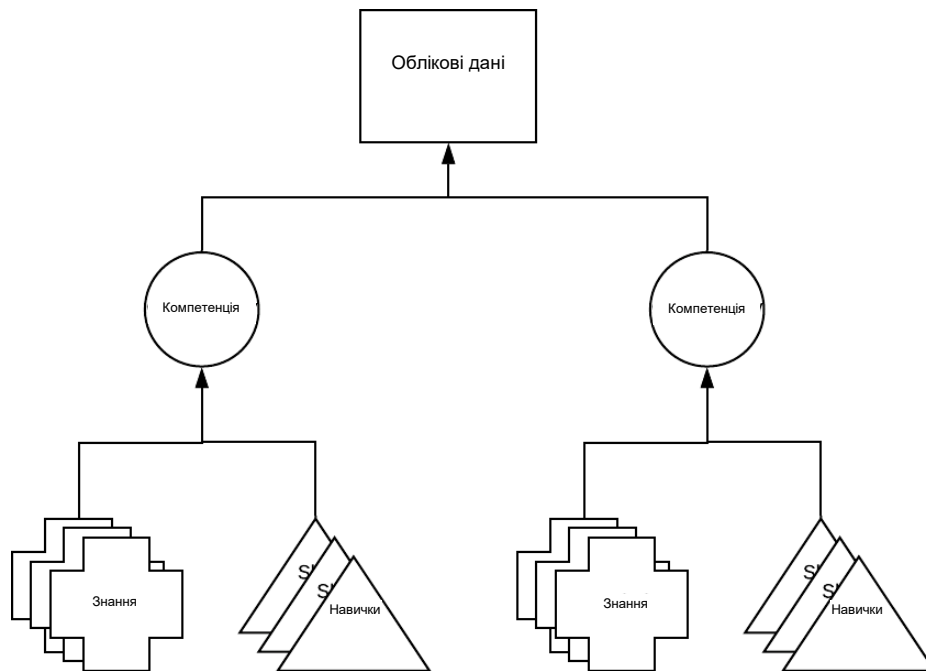 Облікові дані
Компетенція
Компетенція
Знання
Навички
Знання
Навички